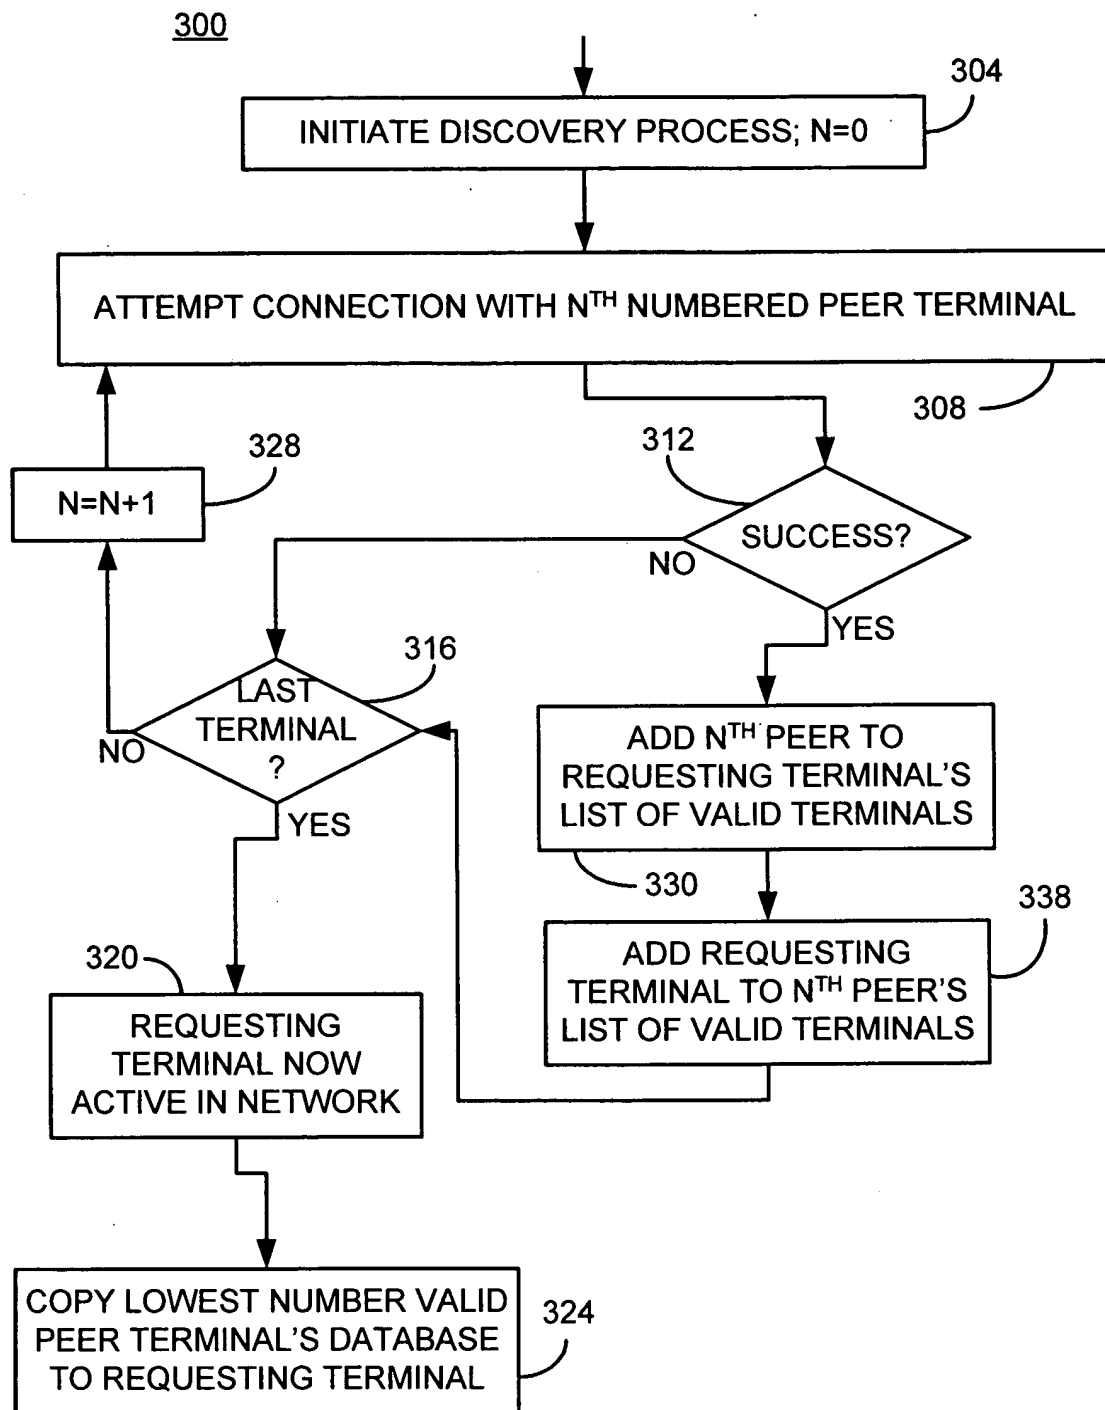 300
304
INITIATE DISCOVERY PROCESS; N=0
ATTEMPT CONNECTION WITH NTH NUMBERED PEER TERMINAL
308
312
328
N=N+1
SUCCESS?
NO
YES
316
LAST
TERMINAL
?
NO
YES
ADD NTH PEER TO
REQUESTING TERMINAL'S
LIST OF VALID TERMINALS
330
338
ADD REQUESTING
TERMINAL TO NTH PEER'S
LIST OF VALID TERMINALS
320
REQUESTING
TERMINAL NOW
ACTIVE IN NETWORK
COPY LOWEST NUMBER VALID
PEER TERMINAL'S DATABASE
TO REQUESTING TERMINAL
324